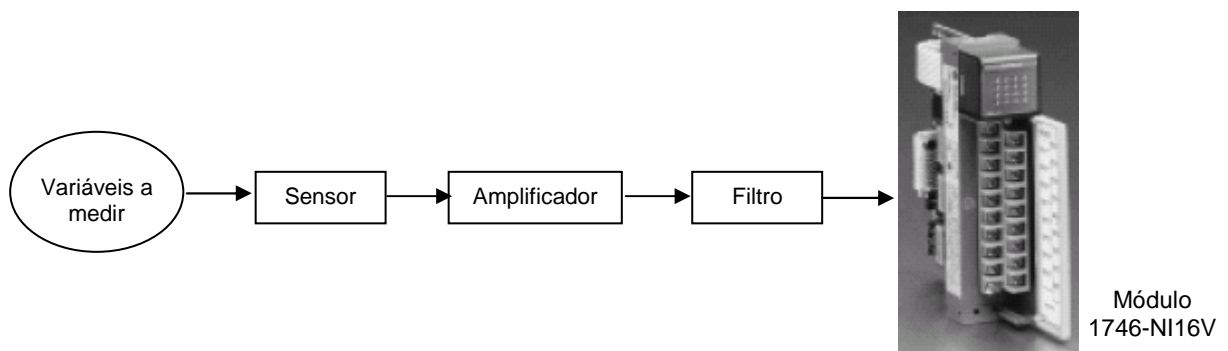 Variáveis a
medir
Sensor
Amplificador
Filtro
Módulo
1746-NI16V